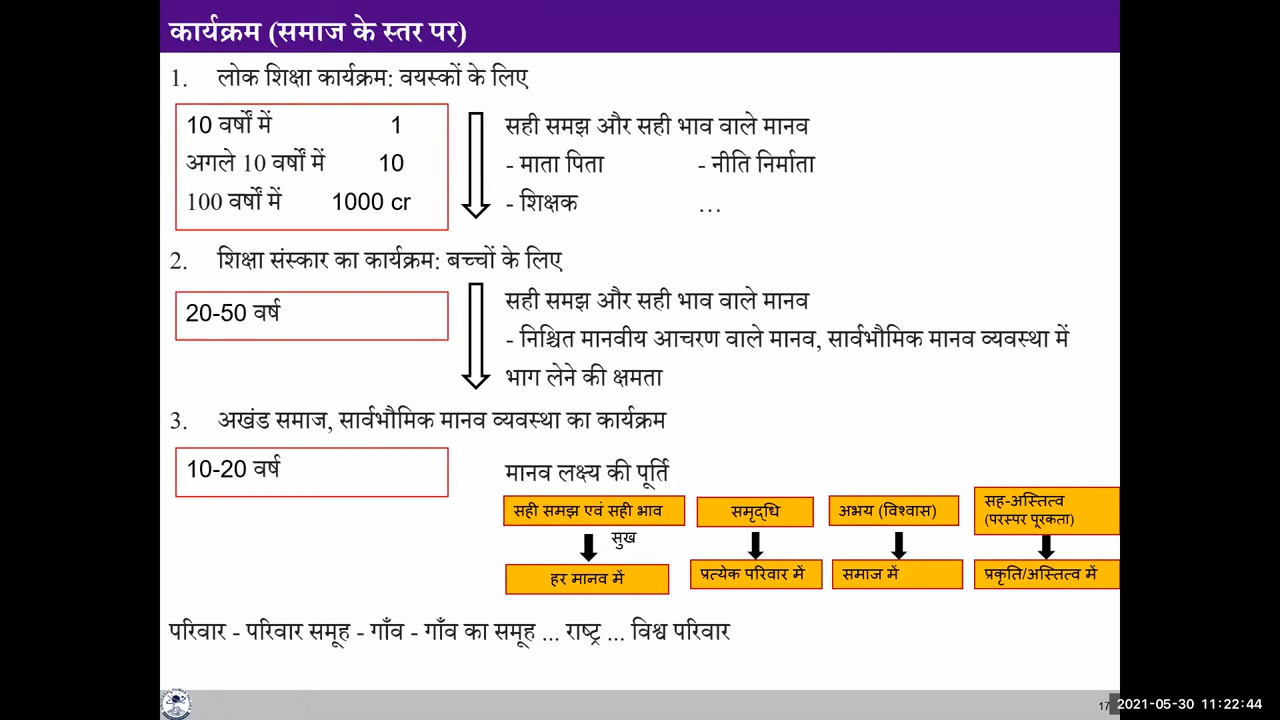 कार्यक्रम (समाज के स्तर पर)
1. लोक शिक्षा कार्यक्रम: वयस्कों के लिए
10 वर्षों में 1
अगले 10 वर्षों में 10
100 वर्षों में 1000 cr
सही समझ और सही भाव वाले मानव
- माता पिता - नीति निर्माता
- शिक्षक ...
2. शिक्षा संस्कार का कार्यक्रम: बच्चों के लिए
20-50 वर्ष
सही समझ और सही भाव वाले मानव
- निश्चित मानवीय आचरण वाले मानव, सार्वभौमिक मानव व्यवस्था में
भाग लेने की क्षमता
3. अखंड समाज, सार्वभौमिक मानव व्यवस्था का कार्यक्रम
10-20 वर्ष
मानव लक्ष्य की पूर्ति
सही समझ एवं सही भाव
समृद्धि
अभय (विश्वास)
सह-अस्तित्व
(परस्पर पूरकता)
सुख
हर मानव में
प्रत्येक परिवार में
समाज में
प्रकृति/अस्तित्व में
परिवार - परिवार समूह - गाँव - गाँव का समूह ... राष्ट्र ... विश्व परिवार
17
2021-05-30 11:22:44